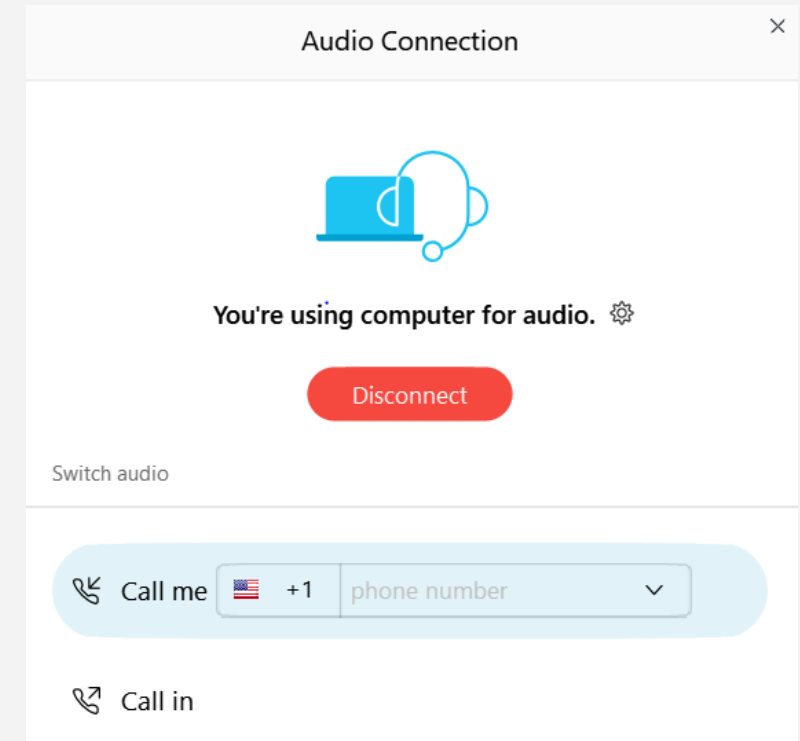 Audio Connection
You're using computer for audio.
Disconnect
Switch audio
Call me +1 phone number
Call in